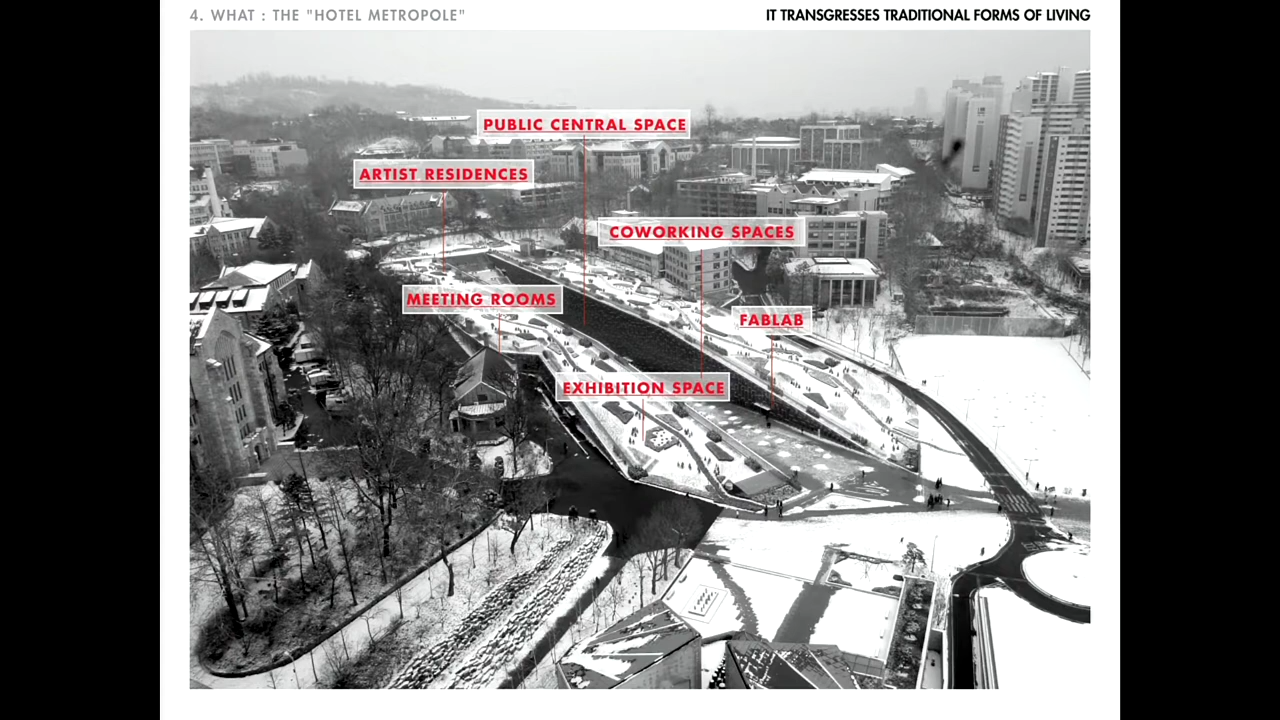 4. WHAT : THE "HOTEL METROPOLE"
IT TRANSGRESSES TRADITIONAL FORMS OF LIVING
PUBLIC CENTRAL SPACE
ARTIST RESIDENCES
COWORKING SPACES
MEETING ROOMS
FABLAB
EXHIBITION SPACE